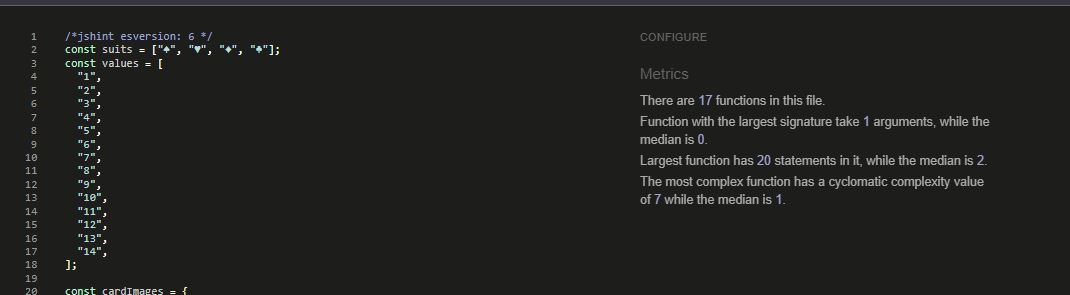 1 /*jshint esversion: 6 */
2 const suits = ["♠", "♥", "♦", "♣"];
3 const values = [
4 "1",
5 "2",
6 "3",
7 "4",
8 "5",
9 "6",
10 "7",
11 "8",
12 "9",
13 "10",
14 "11",
15 "12",
16 "13",
17 "14",
18 ];
19
20 const cardImages = {
CONFIGURE
Metrics
There are 17 functions in this file.
Function with the largest signature take 1 arguments, while the
median is 0.
Largest function has 20 statements in it, while the median is 2.
The most complex function has a cyclomatic complexity value
of 7 while the median is 1.